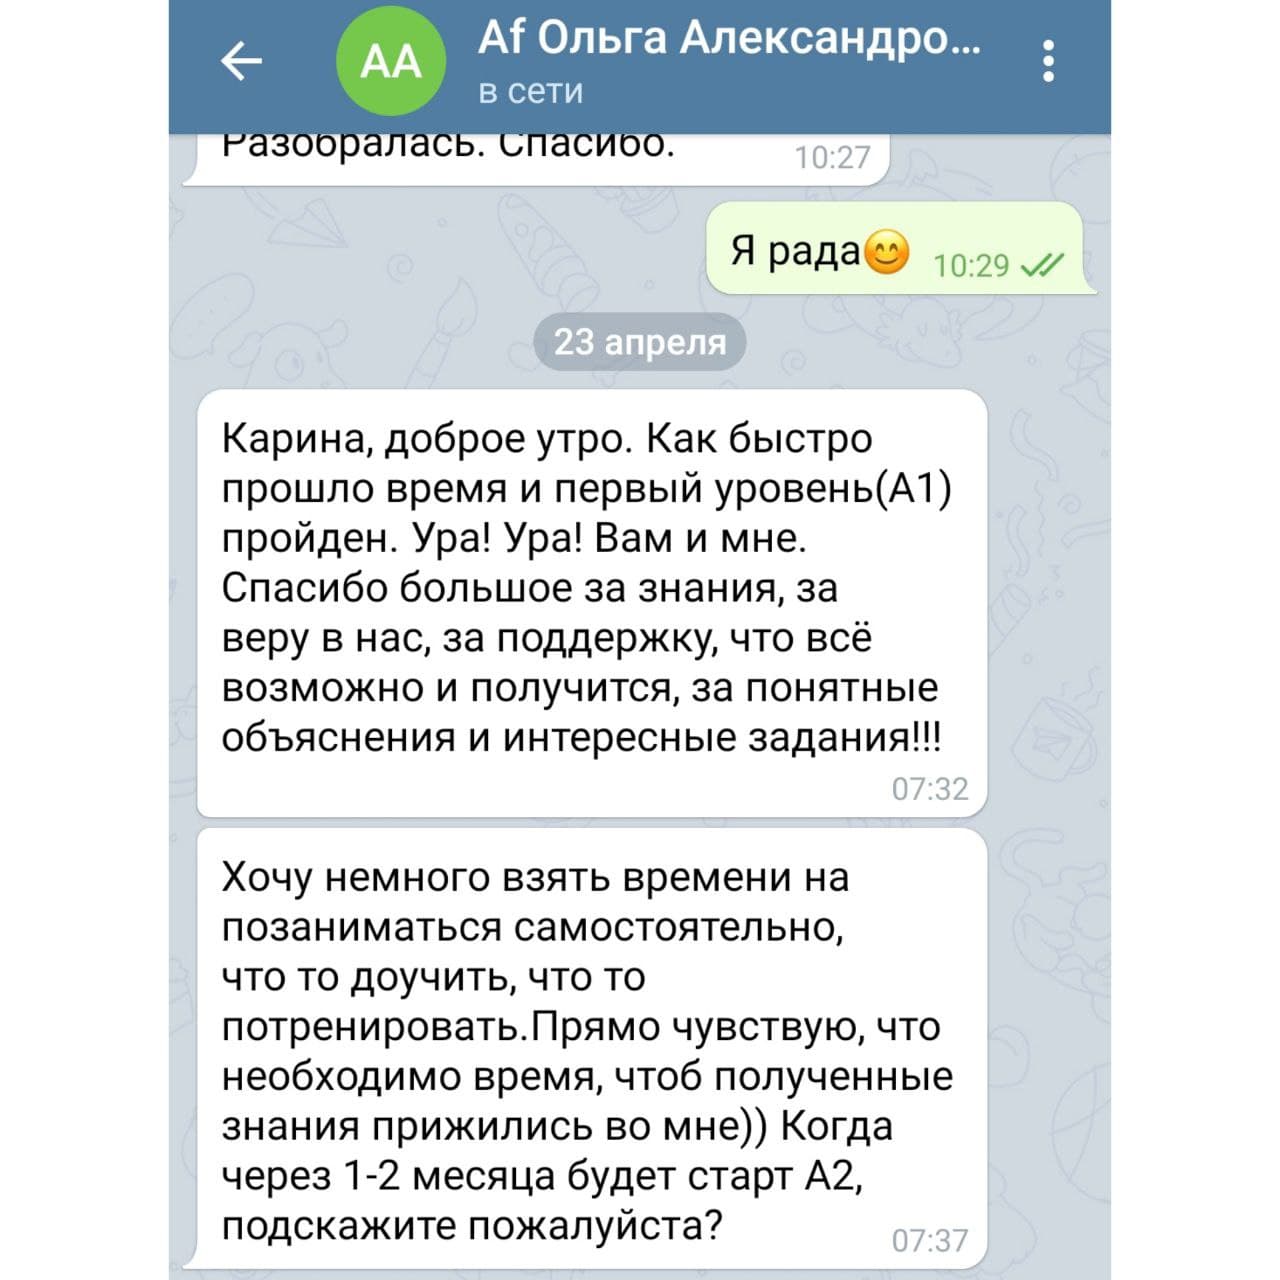 Af Ольга Александро...
АА
в сети
Разобралась. Спасибо.
10:27
Я рада😊
10:29
23 апреля
Карина, доброе утро. Как быстро
прошло время и первый уровень(А1)
пройден. Ура! Ура! Вам и мне.
Спасибо большое за знания, за
веру в нас, за поддержку, что всё
возможно и получится, за понятные
объяснения и интересные задания!!!
07:32
Хочу немного взять времени на
позаниматься самостоятельно,
что то доучить, что то
потренировать.Прямо чувствую, что
необходимо время, чтоб полученные
знания прижились во мне)) Когда
через 1-2 месяца будет старт А2,
подскажите пожалуйста?
07:37